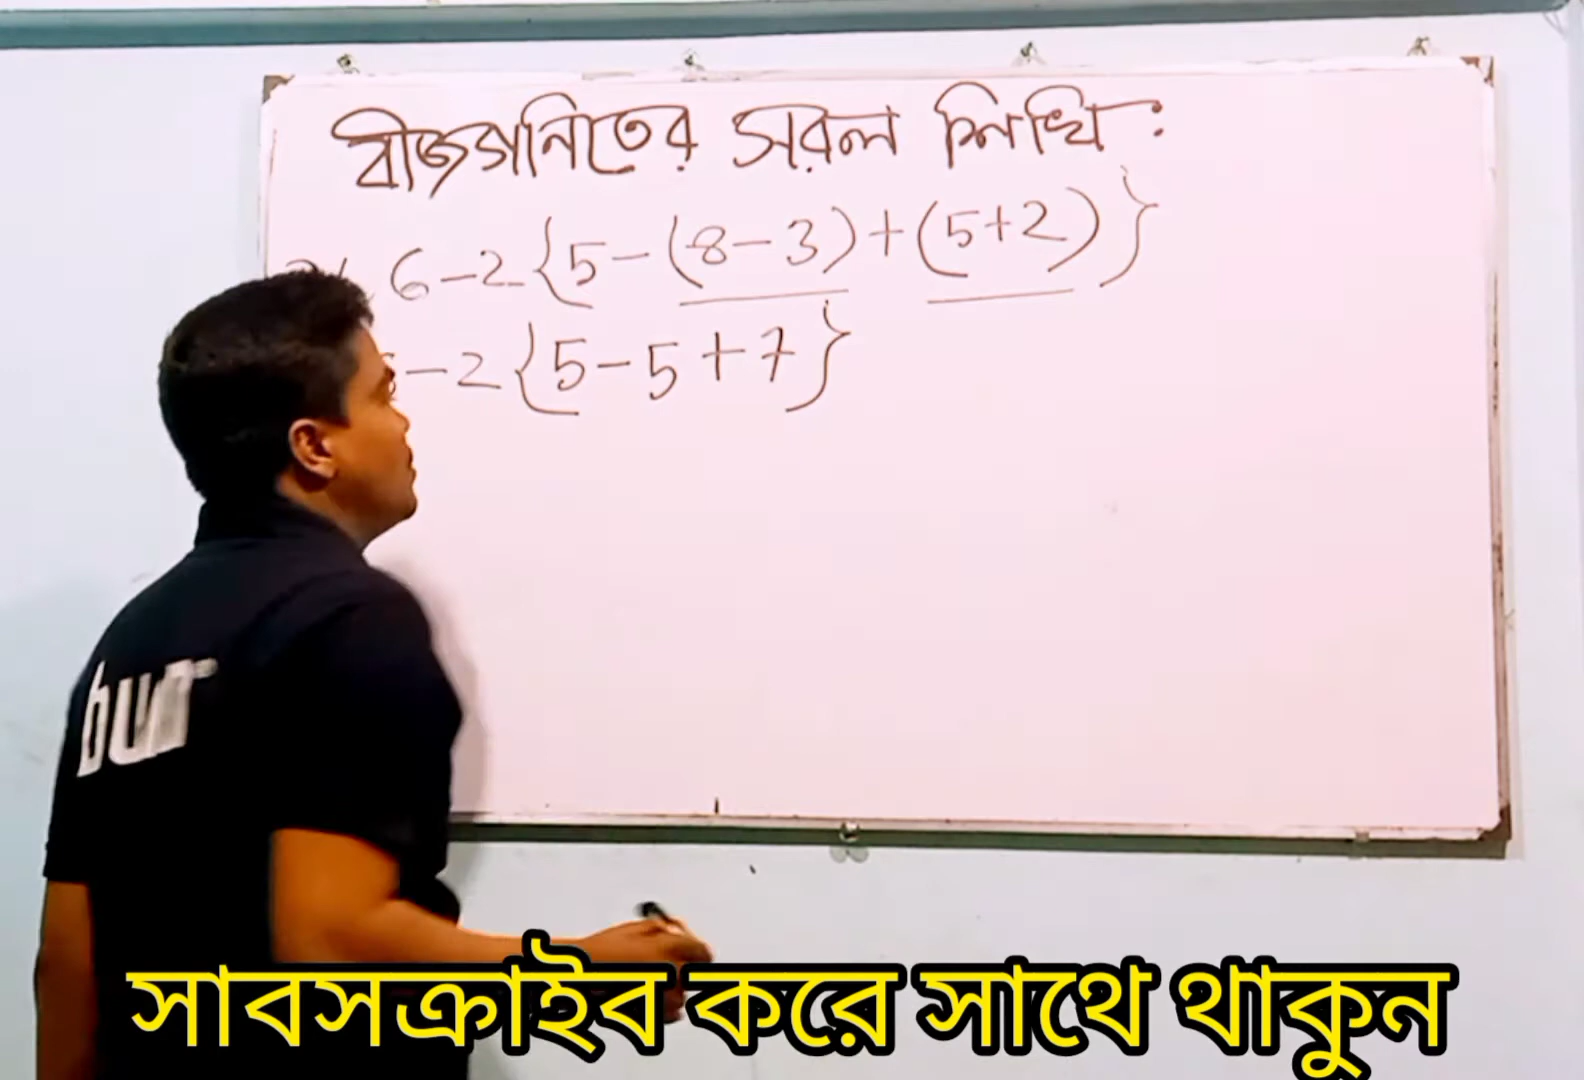 বীজগনিতের সরল শিখি :
6-2{5-(8-3)+(5+2)}
-2{5-5+7}
সাবসক্রাইব করে সাথে থাকুন